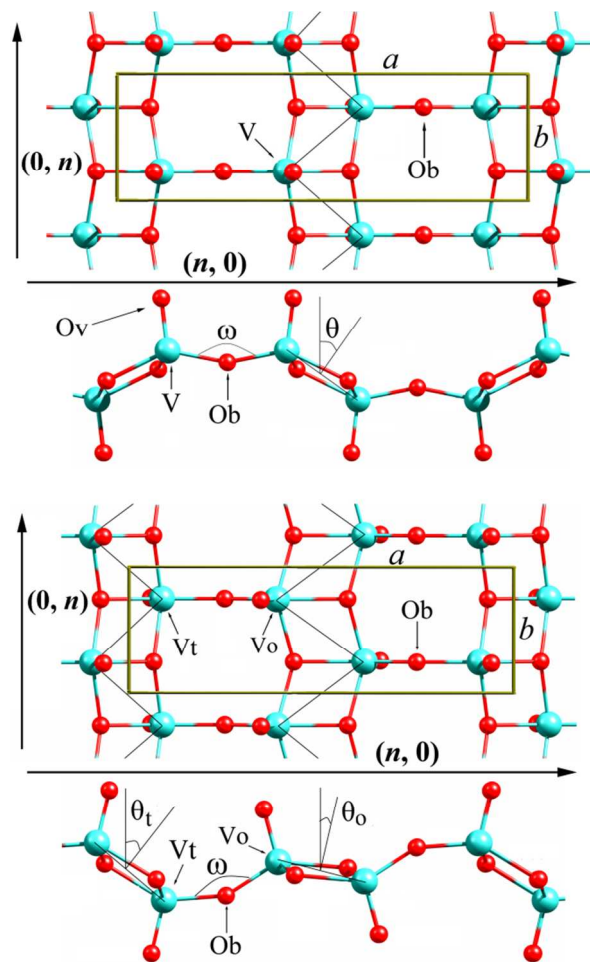 a
V
b
(0, n)
Ob
(n, 0)
Ov
ω
θ
V
Ob
a
(0, n)
Ob
b
Vt
Vo
(n, 0)
θt
θo
Vt
Vo
ω
Ob